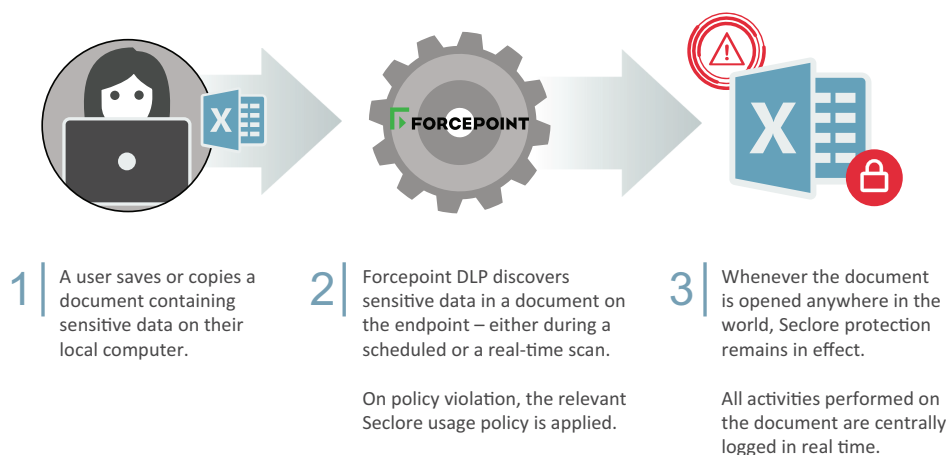 X
FORCEPOINT
X
1
A user saves or copies a
document containing
sensitive data on their
local computer.
2
Forcepoint DLP discovers
sensitive data in a document on
the endpoint – either during a
scheduled or a real-time scan.
On policy violation, the relevant
Seclore usage policy is applied.
3
Whenever the document
is opened anywhere in the
world, Seclore protection
remains in effect.
All activities performed on
the document are centrally
logged in real time.